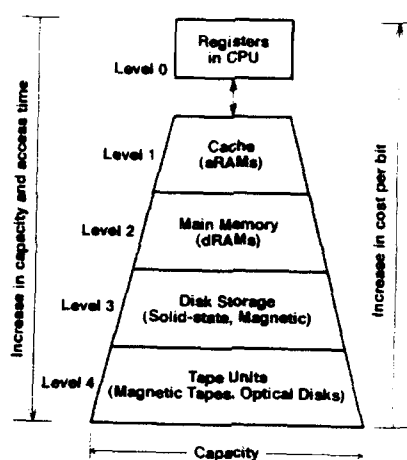 Registers
in CPU
Level 0
Level 1
Cache
(sRAMs)
Level 2
Main Memory
(dRAMs)
Level 3
Disk Storage
(Solid-state, Magnetic)
Level 4
Tape Units
(Magnetic Tapes, Optical Disks)
Capacity
Increase in capacity and access time
Increase in cost per bit